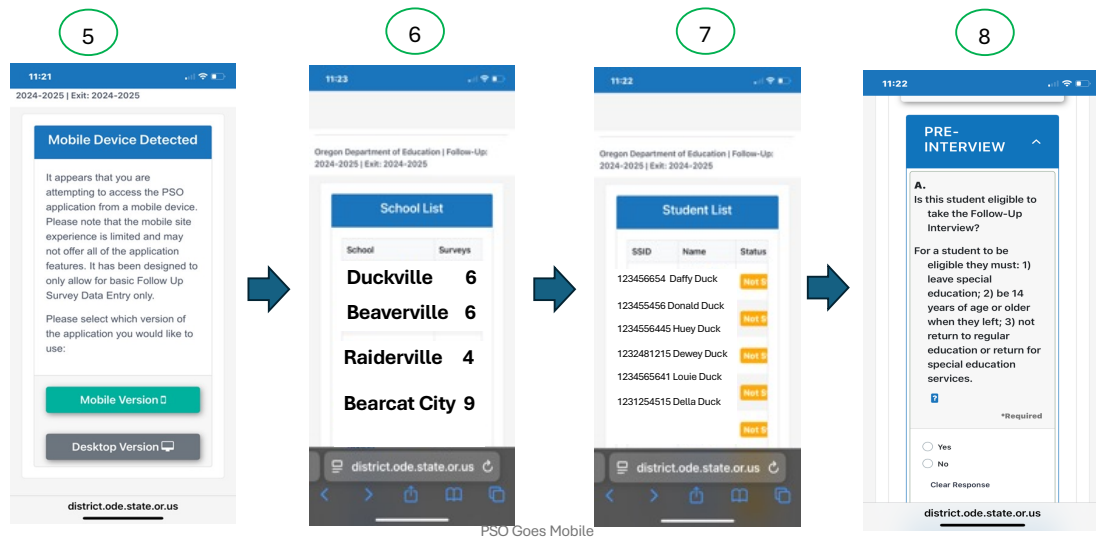 5
11:21
2024-2025 | Exit: 2024-2025
Mobile Device Detected
It appears that you are
attempting to access the PSO
application from a mobile device.
Please note that the mobile site
experience is limited and may
not offer all of the application
features. It has been designed to
only allow for basic Follow Up
Survey Data Entry only.
Please select which version of
the application you would like to
use:
Mobile Version
Desktop Version
district.ode.state.or.us
6
11:23
Oregon Department of Education | Follow-Up:
2024-2025 | Exit: 2024-2025
School List
School Surveys
Duckville 6
Beaverville 6
Raiderville 4
Bearcat City 9
district.ode.state.or.us
7
11:22
Oregon Department of Education | Follow-Up:
2024-2025 | Exit: 2024-2025
Student List
SSID Name Status
123456654 Daffy Duck Not S
123455456 Donald Duck Not S
1234556445 Huey Duck
1232481215 Dewey Duck Not S
1234565641 Louie Duck Not S
1231254515 Della Duck
Not S
district.ode.state.or.us
8
11:22
PRE-
INTERVIEW
A.
Is this student eligible to
take the Follow-Up
Interview?
For a student to be
eligible they must: 1)
leave special
education; 2) be 14
years of age or older
when they left; 3) not
return to regular
education or return for
special education
services.
?
*Required
Yes
No
Clear Response
district.ode.state.or.us
PSO Goes Mobile